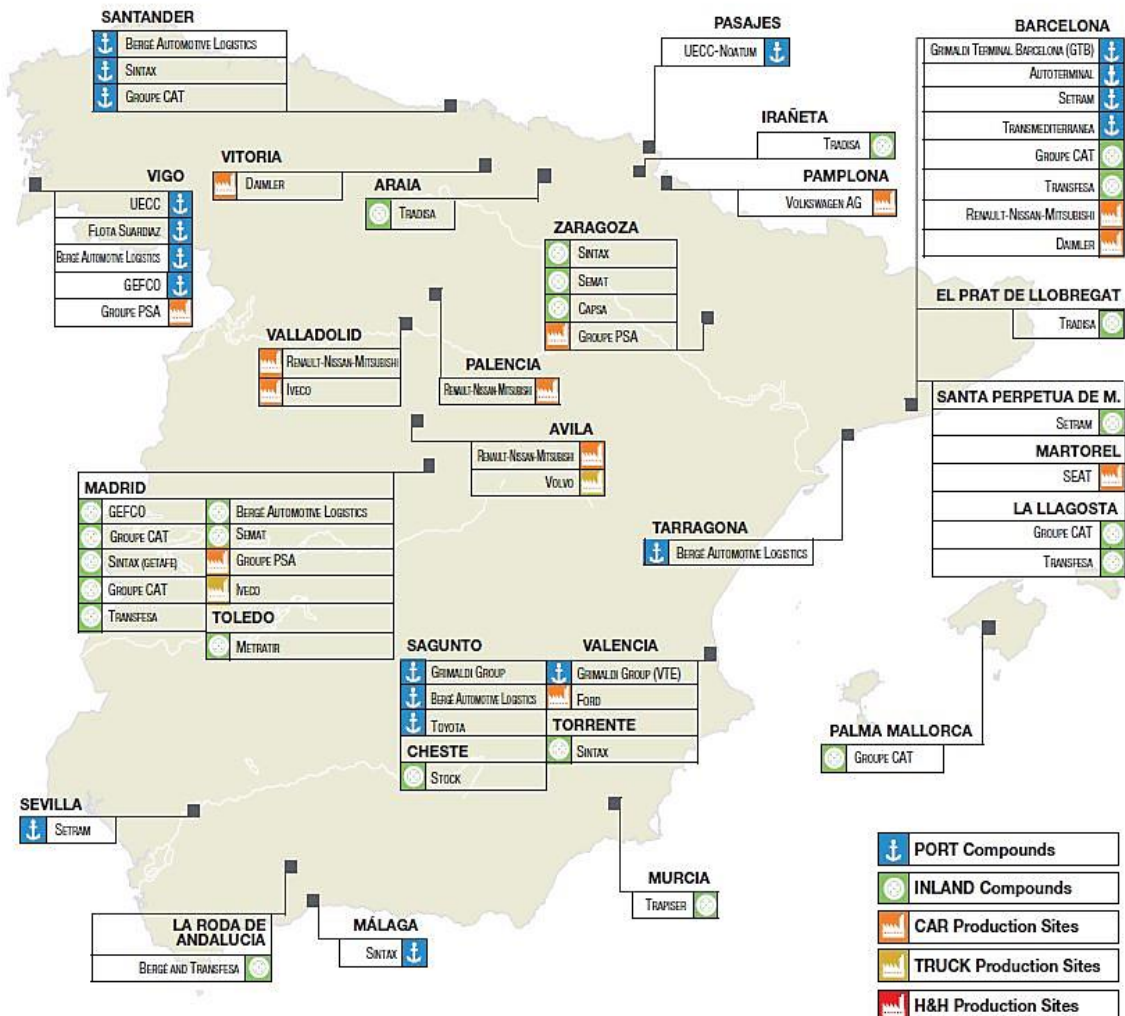 SANTANDER
BERGÉ AUTOMOTIVE LOGISTICS
SINTAX
GROUPE CAT
PASAJES
UECC-NOATUM
BARCELONA
GRIMALDI TERMINAL BARCELONA (GTB)
AUTOTERMINAL
SETRAM
TRANSMEDITERRANEA
GROUPE CAT
TRANSFESA
RENAULT-NISSAN-MITSUBISHI
DAIMLER
IRAÑETA
TRADISA
PAMPLONA
VOLKSWAGEN AG
VITORIA
DAIMLER
ARAIA
TRADISA
VIGO
UECC
FLOTA SUARDIAZ
BERGÉ AUTOMOTIVE LOGISTICS
GEFCO
GROUPE PSA
ZARAGOZA
SINTAX
SEMAT
CAPSA
GROUPE PSA
EL PRAT DE LLOBREGAT
TRADISA
VALLADOLID
RENAULT-NISSAN-MITSUBISHI
IVECO
PALENCIA
RENAULT-NISSAN-MITSUBISHI
AVILA
RENAULT-NISSAN-MITSUBISHI
VOLVO
SANTA PERPETUA DE M.
SETRAM
MARTOREL
SEAT
LA LLAGOSTA
GROUPE CAT
TRANSFESA
MADRID
GEFCO
GROUPE CAT
SINTAX (GETAFE)
GROUPE CAT
TRANSFESA
BERGÉ AUTOMOTIVE LOGISTICS
SEMAT
GROUPE PSA
IVECO
TOLEDO
METRATIR
TARRAGONA
BERGÉ AUTOMOTIVE LOGISTICS
SAGUNTO
GRIMALDI GROUP
BERGÉ AUTOMOTIVE LOGISTICS
TOYOTA
CHESTE
STOCK
VALENCIA
GRIMALDI GROUP (VTE)
FORD
TORRENTE
SINTAX
PALMA MALLORCA
GROUPE CAT
SEVILLA
SETRAM
LA RODA DE
ANDALUCIA
BERGÉ AND TRANSFESA
MÁLAGA
SINTAX
MURCIA
TRAPISER
PORT Compounds
INLAND Compounds
CAR Production Sites
TRUCK Production Sites
H&H Production Sites